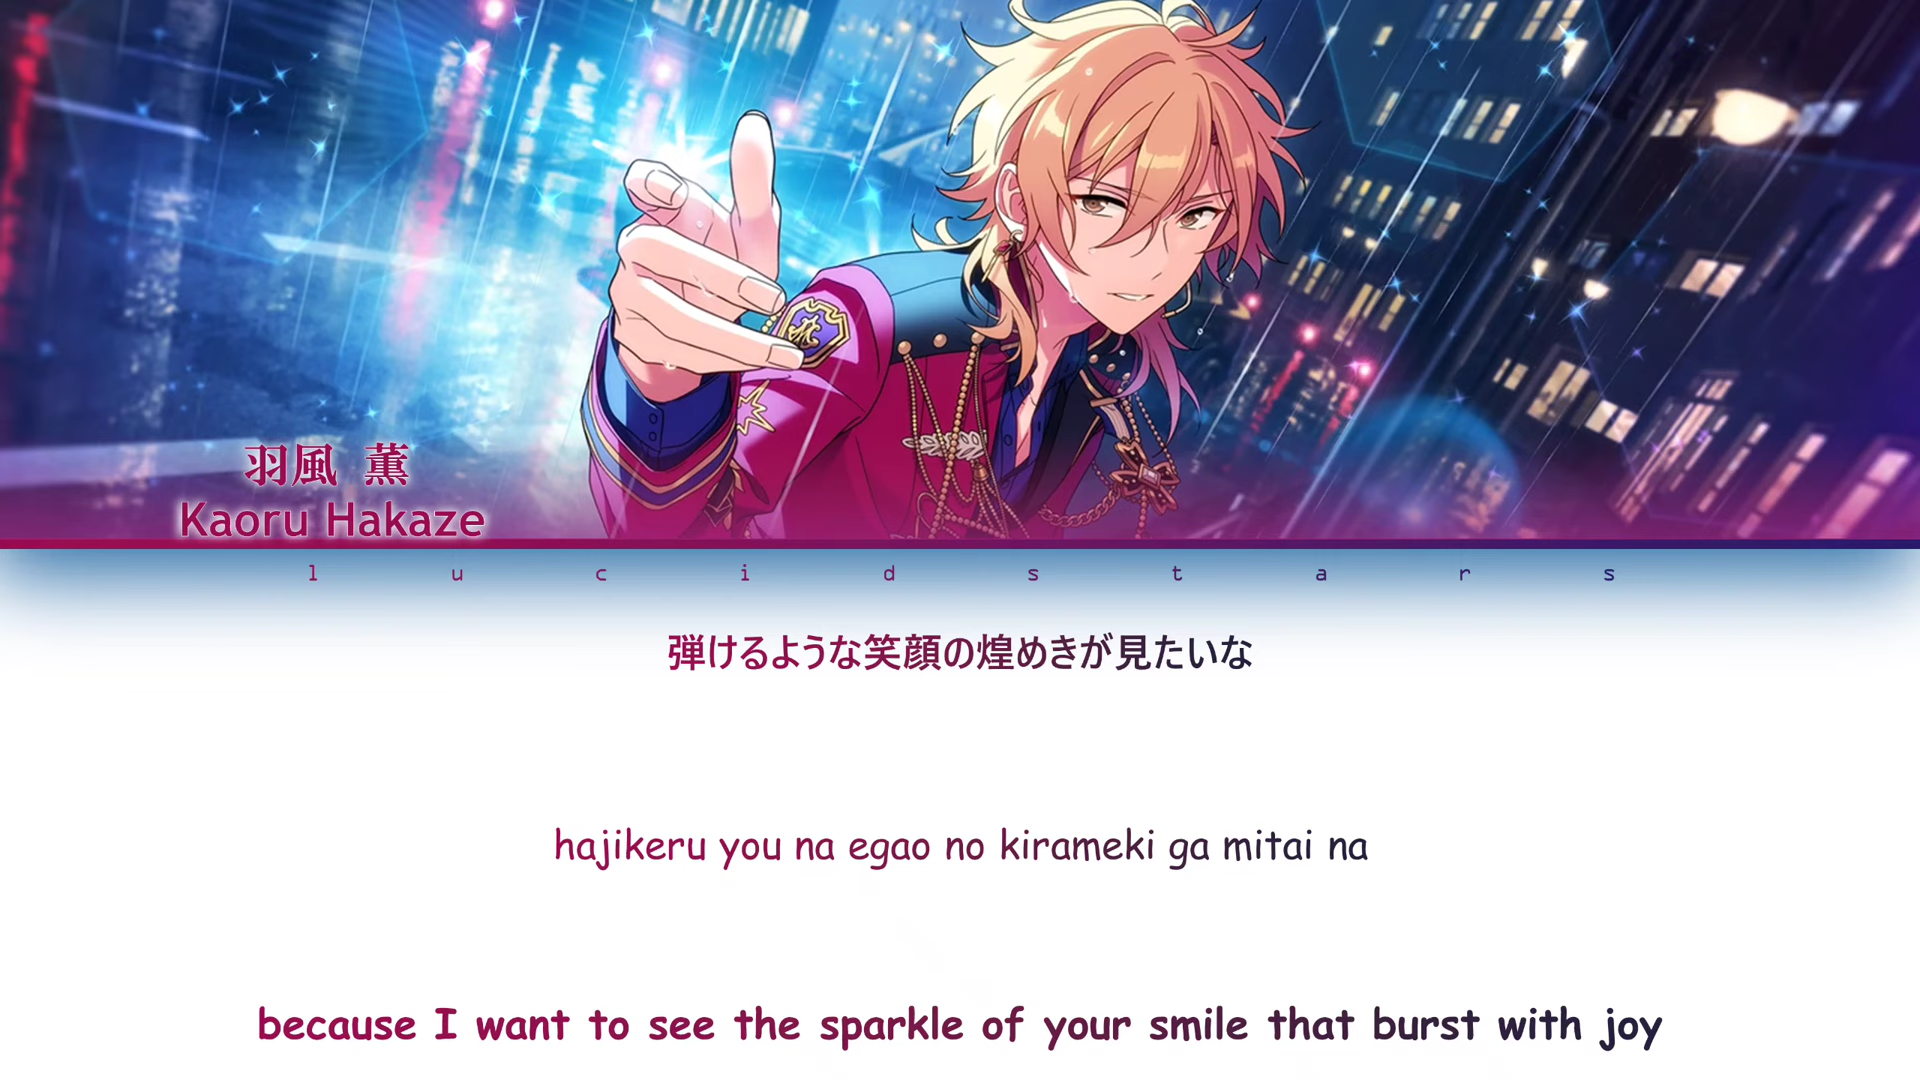 羽風 薫
Kaoru Hakaze
l u c i d s t a r s
弾けるような笑顔の煌めきが見たいな
hajikeru you na egao no kirameki ga mitai na
because I want to see the sparkle of your smile that burst with joy